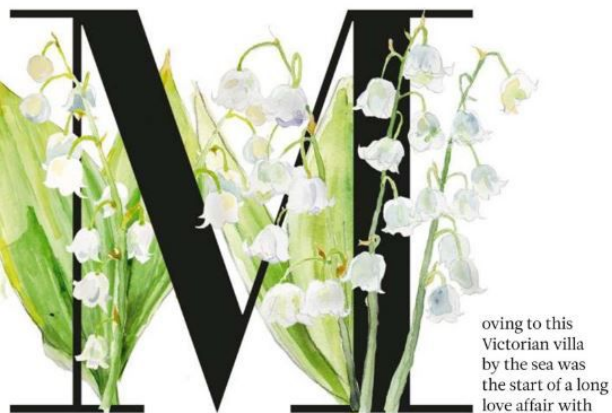 M
oving to this
Victorian villa
by the sea was
the start of a long
love affair with